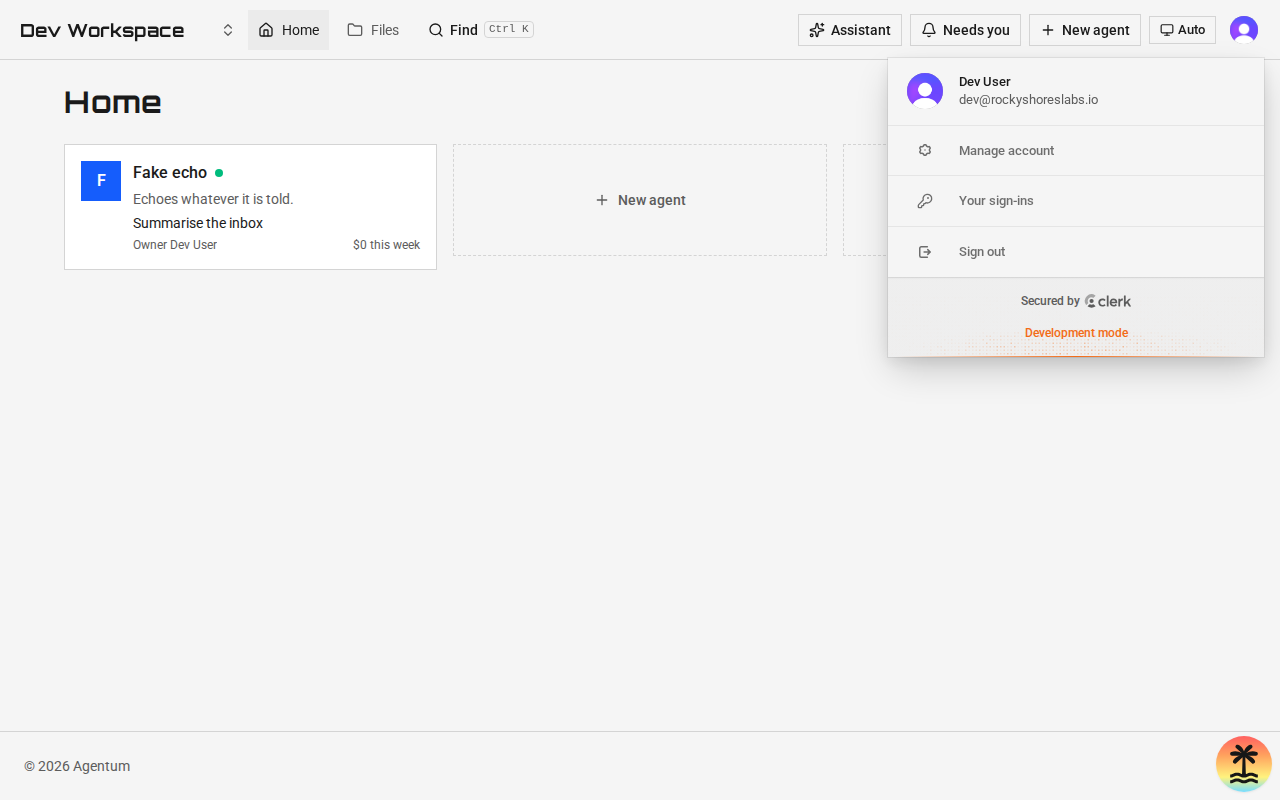 Dev Workspace
Home
Files
Find Ctrl K
Assistant
Needs you
New agent
Auto
Dev User
dev@rockyshoreslabs.io
Manage account
Your sign-ins
Sign out
Secured by clerk
Development mode
Home
F
Fake echo
Echoes whatever it is told.
Summarise the inbox
Owner Dev User
$0 this week
New agent
© 2026 Agentum